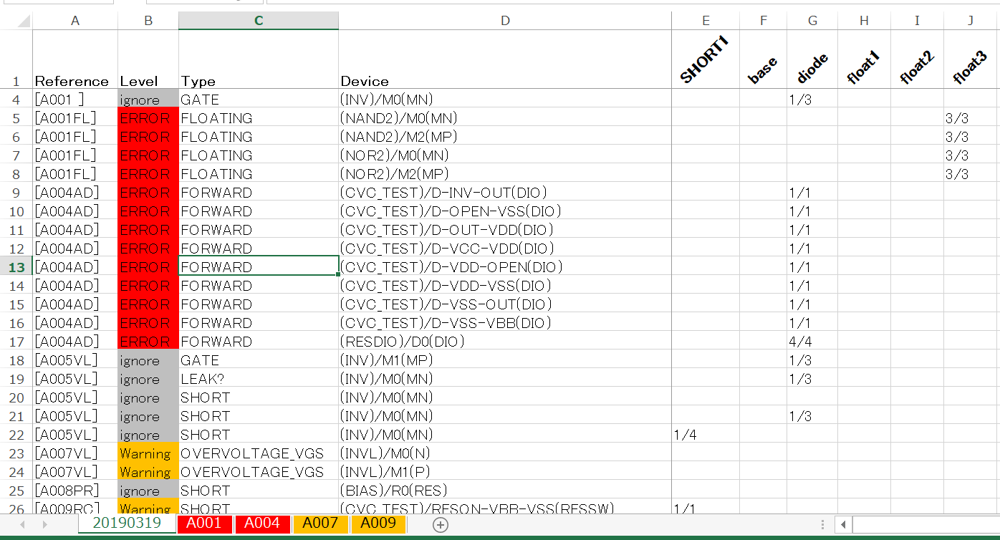 A B C D E F G H I J
1 Reference Level Type Device SHORT1 base diode float1 float2 float3
4 [A001 ] ignore GATE (INV)/M0(MN) 1/3
5 [A001FL] ERROR FLOATING (NAND2)/M0(MN) 3/3
6 [A001FL] ERROR FLOATING (NAND2)/M2(MP) 3/3
7 [A001FL] ERROR FLOATING (NOR2)/M0(MN) 3/3
8 [A001FL] ERROR FLOATING (NOR2)/M2(MP) 3/3
9 [A004AD] ERROR FORWARD (CVC_TEST)/D-INV-OUT(DIO) 1/1
10 [A004AD] ERROR FORWARD (CVC_TEST)/D-OPEN-VSS(DIO) 1/1
11 [A004AD] ERROR FORWARD (CVC_TEST)/D-OUT-VDD(DIO) 1/1
12 [A004AD] ERROR FORWARD (CVC_TEST)/D-VCC-VDD(DIO) 1/1
13 [A004AD] ERROR FORWARD (CVC_TEST)/D-VDD-OPEN(DIO) 1/1
14 [A004AD] ERROR FORWARD (CVC_TEST)/D-VDD-VSS(DIO) 1/1
15 [A004AD] ERROR FORWARD (CVC_TEST)/D-VSS-OUT(DIO) 1/1
16 [A004AD] ERROR FORWARD (CVC_TEST)/D-VSS-VBB(DIO) 1/1
17 [A004AD] ERROR FORWARD (RESDIO)/D0(DIO) 4/4
18 [A005VL] ignore GATE (INV)/M1(MP) 1/3
19 [A005VL] ignore LEAK? (INV)/M0(MN) 1/3
20 [A005VL] ignore SHORT (INV)/M0(MN)
21 [A005VL] ignore SHORT (INV)/M0(MN) 1/3
22 [A005VL] ignore SHORT (INV)/M0(MN) 1/4
23 [A007VL] Warning OVERVOLTAGE_VGS (INVL)/M0(N)
24 [A007VL] Warning OVERVOLTAGE_VGS (INVL)/M1(P)
25 [A008PR] ignore SHORT (BIAS)/R0(RES)
26 [A009RC] Warning SHORT (CVC_TEST)/RESON-VBB-VSS(RESSW) 1/1
20190319 A001 A004 A007 A009